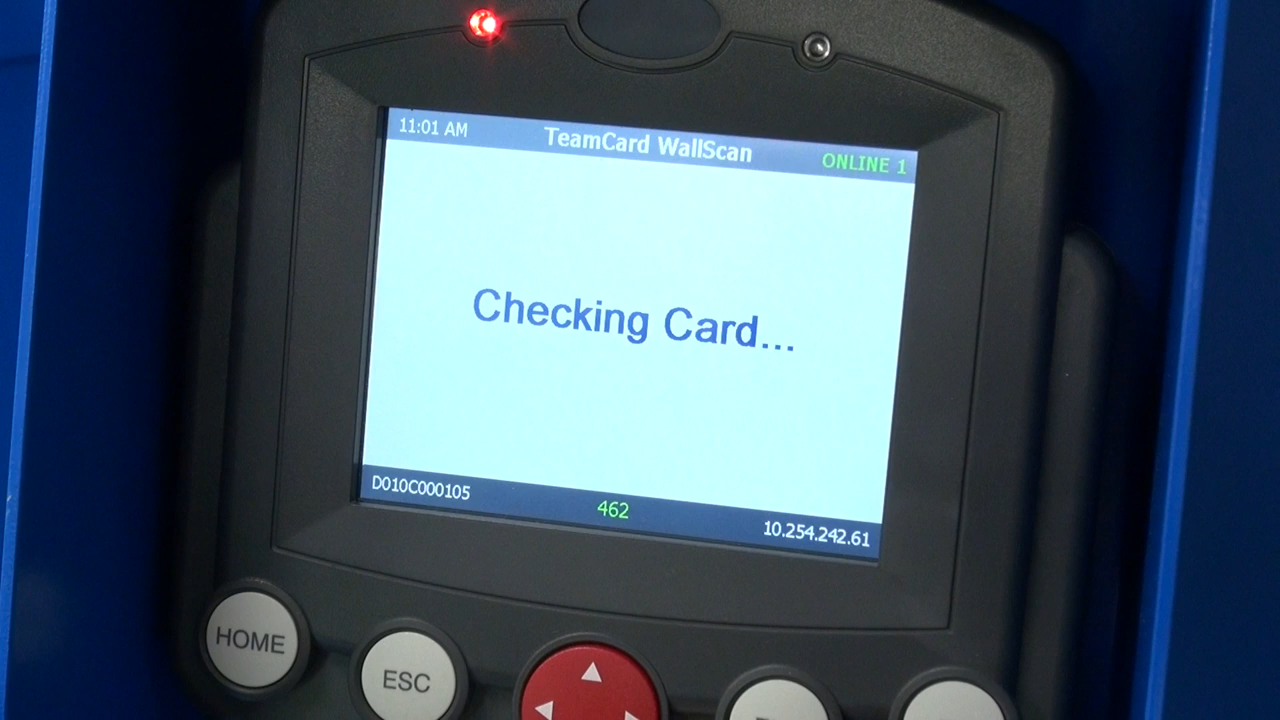 11:01 AM
TeamCard WallScan
ONLINE 1
Checking Card...
D010C000105
462
10.254.242.61
HOME
ESC